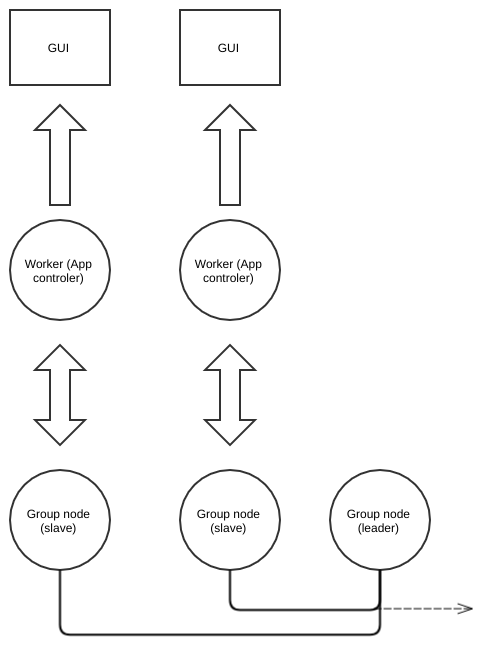 GUI
GUI
Worker (App
controler)
Worker (App
controler)
Group node
(slave)
Group node
(slave)
Group node
(leader)